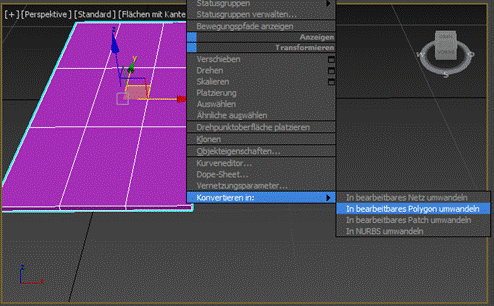 [+] [Perspektive] [Standard] [Flächen mit Kante
Statusgruppen
Statusgruppen verwalten...
Bewegungspfade anzeigen
Anzeigen
Transformieren
Verschieben
Drehen
Skalieren
Platzierung
Auswählen
Ähnliche auswählen
Drehpunktoberfläche platzieren
Klonen
Objekteigenschaften...
Kurveneditor...
Dope-Sheet...
Vernetzungsparameter...
Konvertieren in:
In bearbeitbares Netz umwandeln
In bearbeitbares Polygon umwandeln
In bearbeitbares Patch umwandeln
In NURBS umwandeln
S
z
x